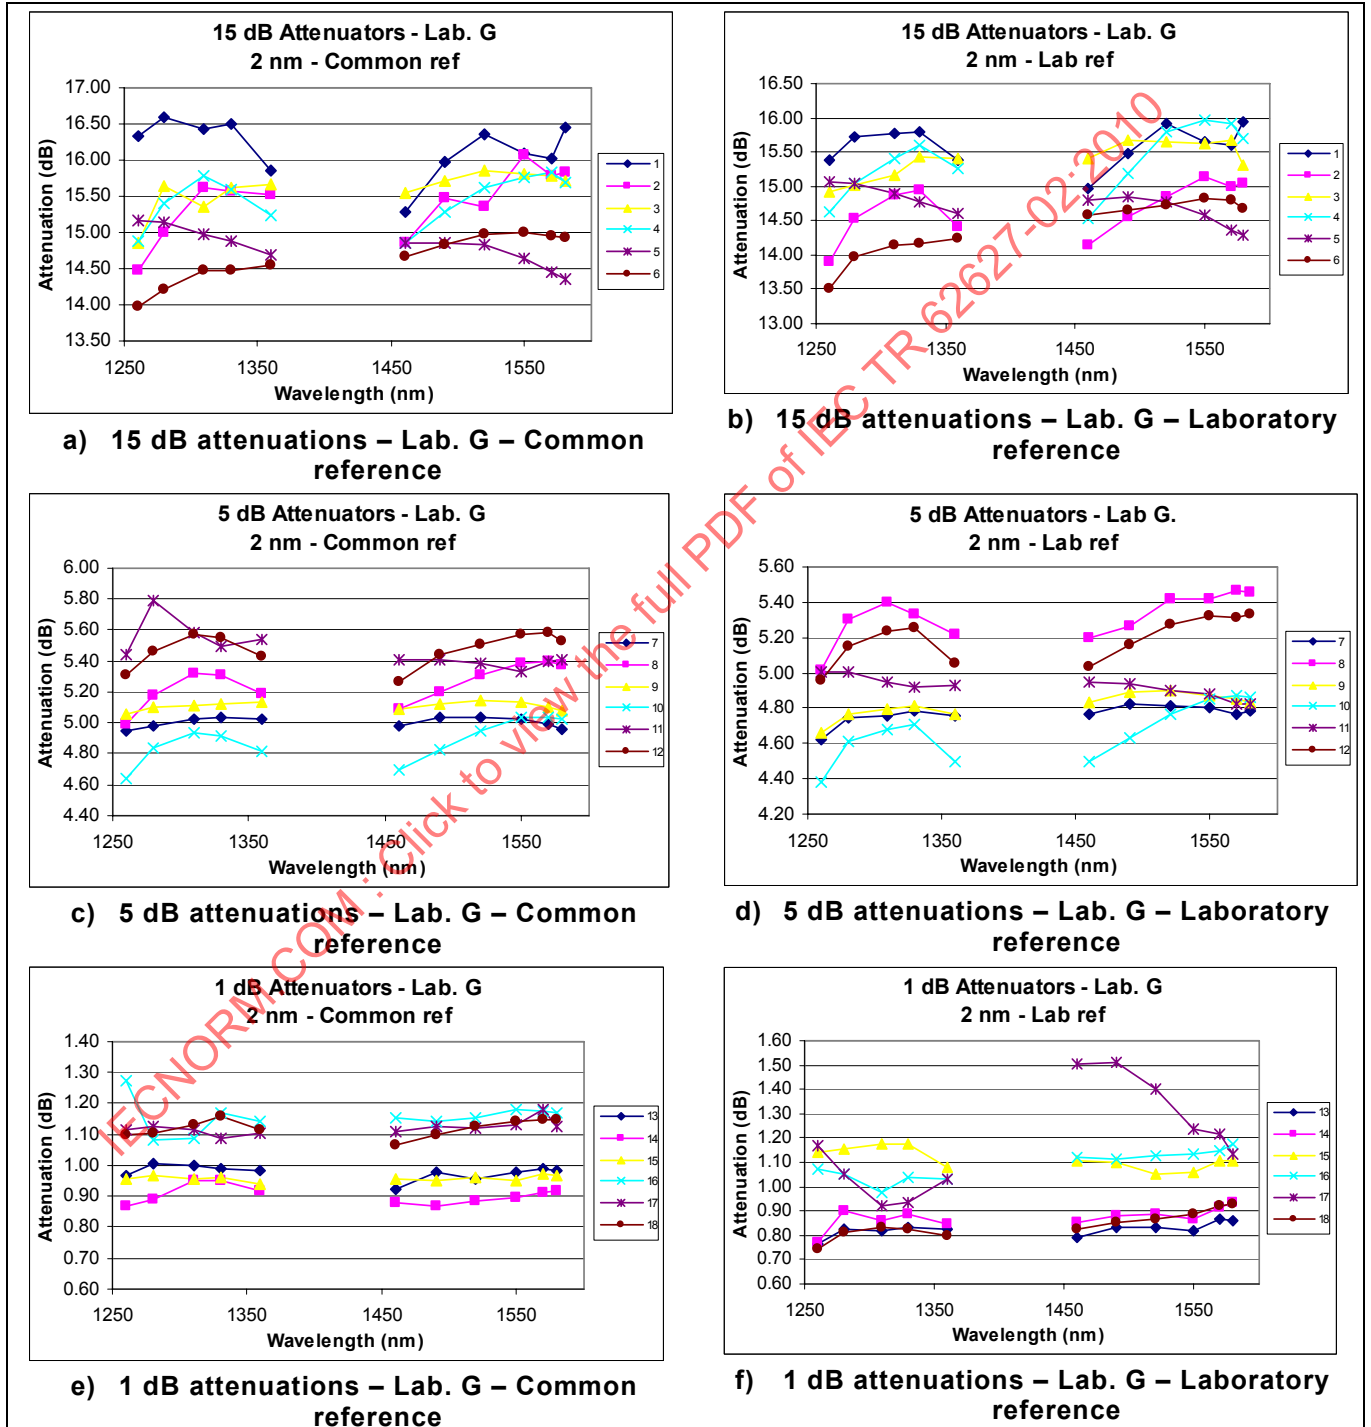 15 dB Attenuators - Lab. G
2 nm - Common ref
Attenuation (dB)
17.00
16.50
16.00
15.50
15.00
14.50
14.00
13.50
1250 1350 1450 1550
Wavelength (nm)
1
2
3
4
5
6
a) 15 dB attenuations – Lab. G – Common
reference
15 dB Attenuators - Lab. G
2 nm - Lab ref
Attenuation (dB)
16.50
16.00
15.50
15.00
14.50
14.00
13.50
13.00
1250 1350 1450 1550
Wavelength (nm)
1
2
3
4
5
6
b) 15 dB attenuations – Lab. G – Laboratory
reference
5 dB Attenuators - Lab. G
2 nm - Common ref
Attenuation (dB)
6.00
5.80
5.60
5.40
5.20
5.00
4.80
4.60
4.40
1250 1350 1450 1550
Wavelength (nm)
7
8
9
10
11
12
c) 5 dB attenuations – Lab. G – Common
reference
5 dB Attenuators - Lab G.
2 nm - Lab ref
Attenuation (dB)
5.60
5.40
5.20
5.00
4.80
4.60
4.40
4.20
1250 1350 1450 1550
Wavelength (nm)
7
8
9
10
11
12
d) 5 dB attenuations – Lab. G – Laboratory
reference
1 dB Attenuators - Lab. G
2 nm - Common ref
Attenuation (dB)
1.40
1.30
1.20
1.10
1.00
0.90
0.80
0.70
0.60
1250 1350 1450 1550
Wavelength (nm)
13
14
15
16
17
18
e) 1 dB attenuations – Lab. G – Common
reference
1 dB Attenuators - Lab. G
2 nm - Lab ref
Attenuation (dB)
1.60
1.50
1.40
1.30
1.20
1.10
1.00
0.90
0.80
0.70
0.60
1250 1350 1450 1550
Wavelength (nm)
13
14
15
16
17
18
f) 1 dB attenuations – Lab. G – Laboratory
reference
IECNORM.COM : Click to view the full PDF of IEC TR 62627-02:2010